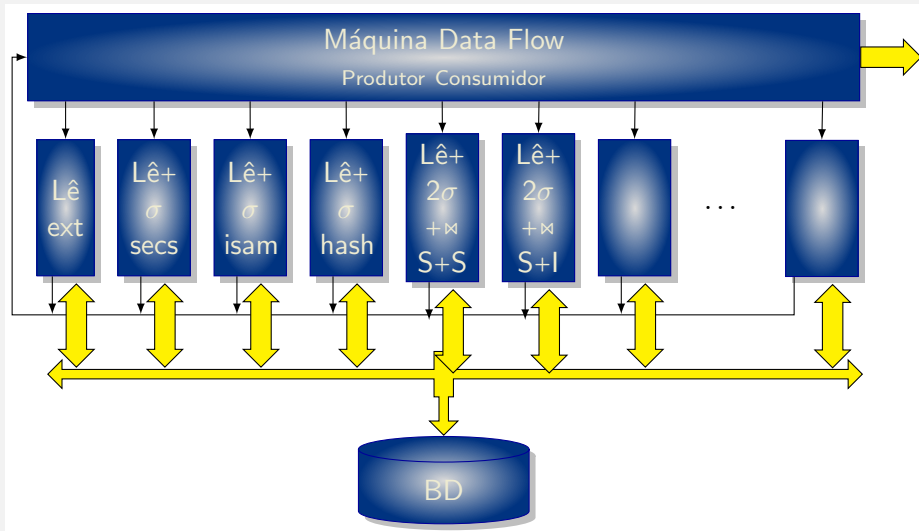 Máquina Data Flow
Produtor Consumidor
Lê
ext
Lê+
σ
secs
Lê+
σ
isam
Lê+
σ
hash
Lê+
2σ
+⋈
S+S
Lê+
2σ
+⋈
S+I
...
BD